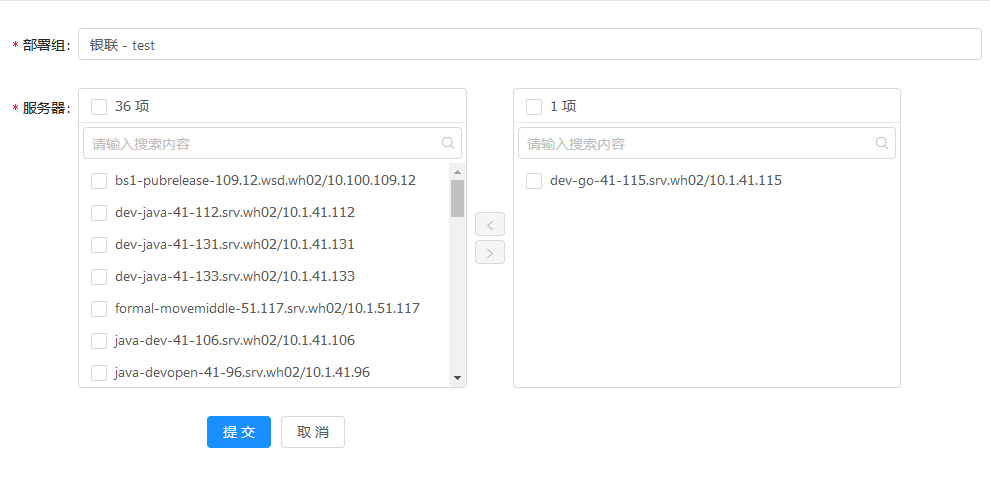 * 部署组: 银联 - test
* 服务器: 36 项
1 项
请输入搜索内容
请输入搜索内容
bs1-pubrelease-109.12.wsd.wh02/10.100.109.12
dev-go-41-115.srv.wh02/10.1.41.115
dev-java-41-112.srv.wh02/10.1.41.112
dev-java-41-131.srv.wh02/10.1.41.131
dev-java-41-133.srv.wh02/10.1.41.133
formal-movemiddle-51.117.srv.wh02/10.1.51.117
java-dev-41-106.srv.wh02/10.1.41.106
java-devopen-41-96.srv.wh02/10.1.41.96
提 交
取 消